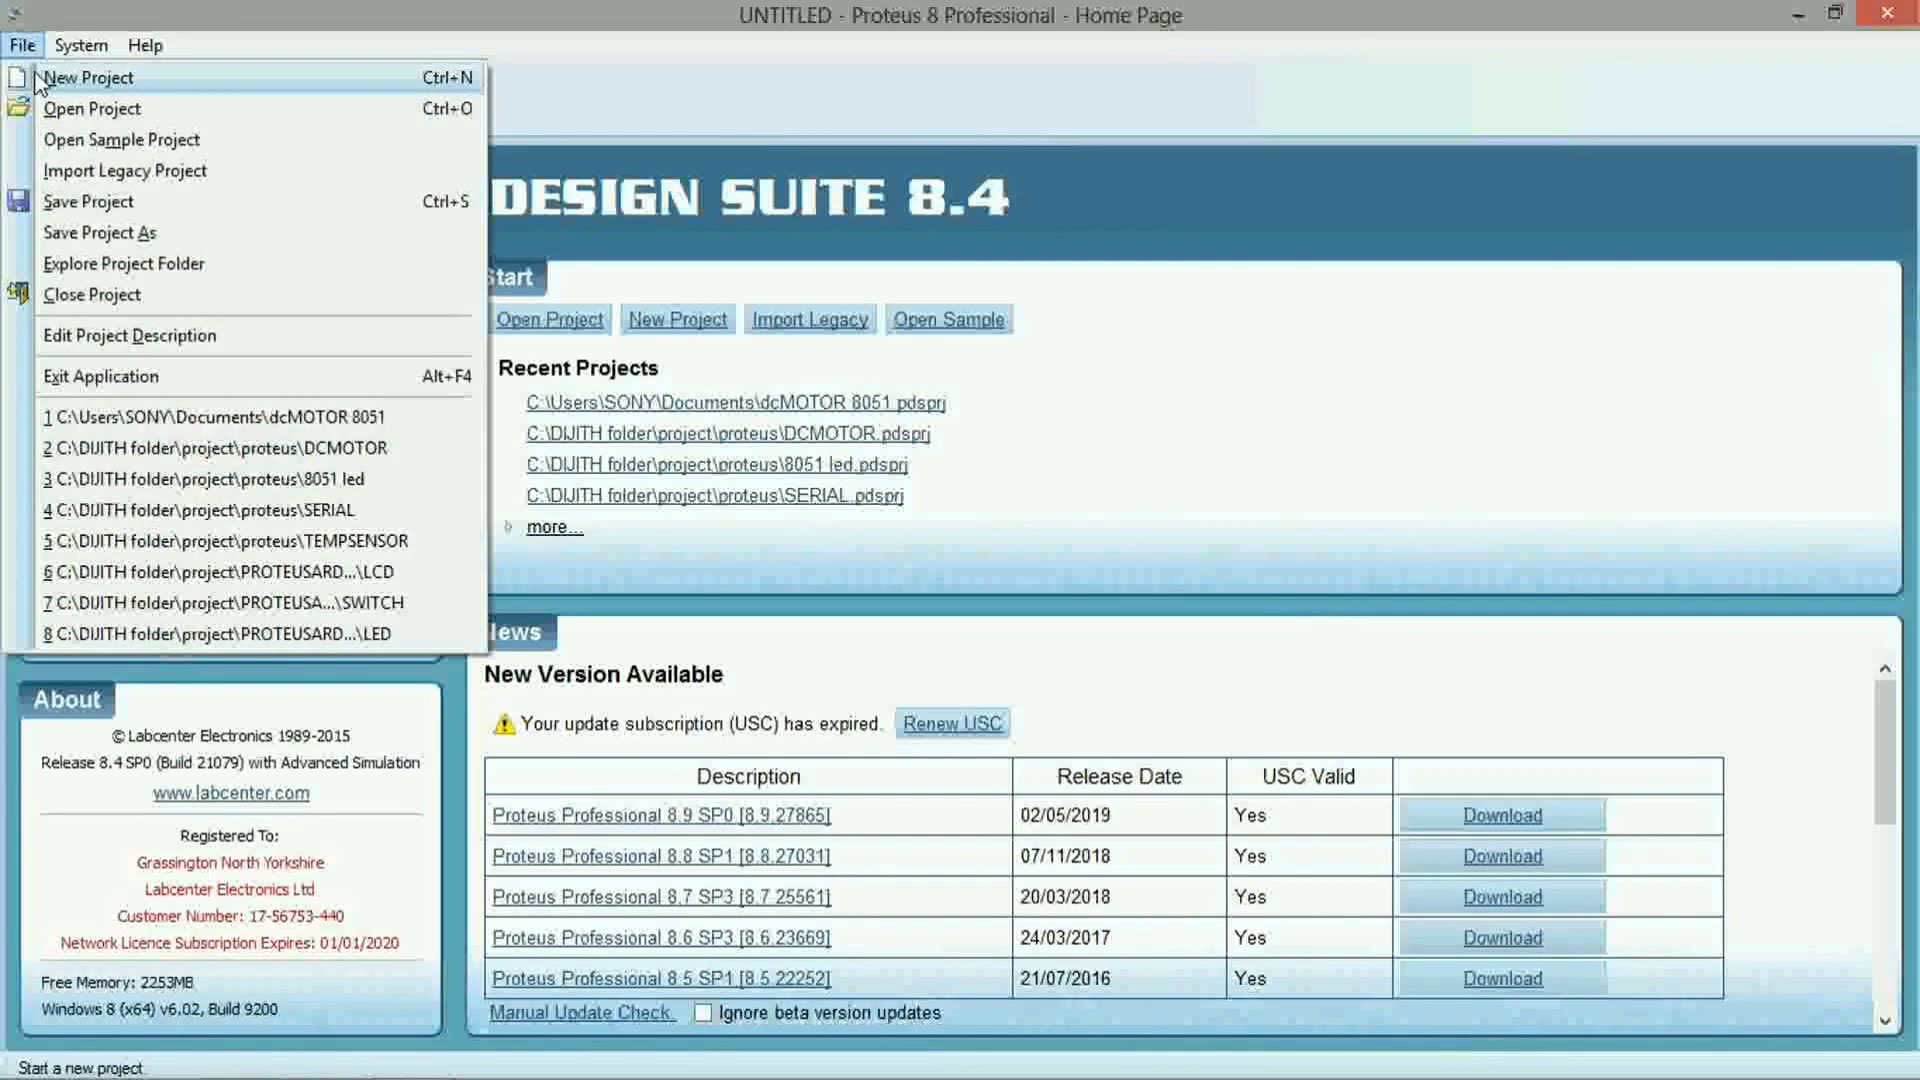 UNTITLED - Proteus 8 Professional - Home Page
File System Help
New Project Ctrl+N
Open Project Ctrl+O
Open Sample Project
Import Legacy Project
Save Project Ctrl+S
Save Project As
Explore Project Folder
Close Project
Edit Project Description
Exit Application Alt+F4
1 C:\Users\SONY\Documents\dcMOTOR 8051
2 C:\DIJITH folder\project\proteus\DCMOTOR
3 C:\DIJITH folder\project\proteus\8051 led
4 C:\DIJITH folder\project\proteus\SERIAL
5 C:\DIJITH folder\project\proteus\TEMPSENSOR
6 C:\DIJITH folder\project\PROTEUSARD...\LCD
7 C:\DIJITH folder\project\PROTEUSA...\SWITCH
8 C:\DIJITH folder\project\PROTEUSARD...\LED
DESIGN SUITE 8.4
Start
Open Project New Project Import Legacy Open Sample
Recent Projects
C:\Users\SONY\Documents\dcMOTOR 8051.pdsprj
C:\DIJITH folder\project\proteus\DCMOTOR.pdsprj
C:\DIJITH folder\project\proteus\8051 led.pdsprj
C:\DIJITH folder\project\proteus\SERIAL.pdsprj
more...
News
New Version Available
Your update subscription (USC) has expired. Renew USC
Description Release Date USC Valid
Proteus Professional 8.9 SP0 [8.9.27865] 02/05/2019 Yes Download
Proteus Professional 8.8 SP1 [8.8.27031] 07/11/2018 Yes Download
Proteus Professional 8.7 SP3 [8.7.25561] 20/03/2018 Yes Download
Proteus Professional 8.6 SP3 [8.6.23669] 24/03/2017 Yes Download
Proteus Professional 8.5 SP1 [8.5.22252] 21/07/2016 Yes Download
Manual Update Check. Ignore beta version updates
About
© Labcenter Electronics 1989-2015
Release 8.4 SP0 (Build 21079) with Advanced Simulation
www.labcenter.com
Registered To:
Grassington North Yorkshire
Labcenter Electronics Ltd
Customer Number: 17-56753-440
Network Licence Subscription Expires: 01/01/2020
Free Memory: 2253MB
Windows 8 (x64) v6.02, Build 9200
Start a new project.